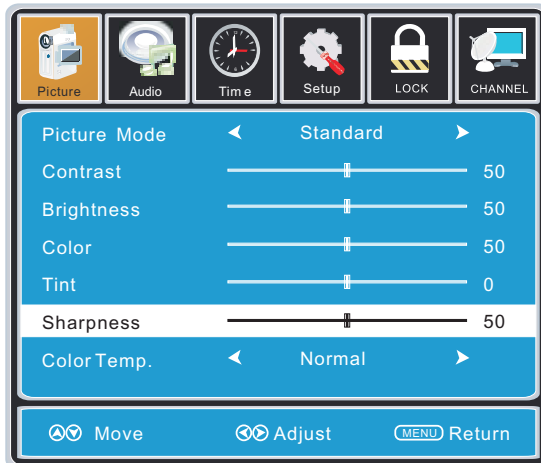 Picture Audio Time Setup LOCK CHANNEL
Picture Mode Standard
Contrast 50
Brightness 50
Color 50
Tint 0
Sharpness 50
Color Temp. Normal
Move Adjust MENU Return